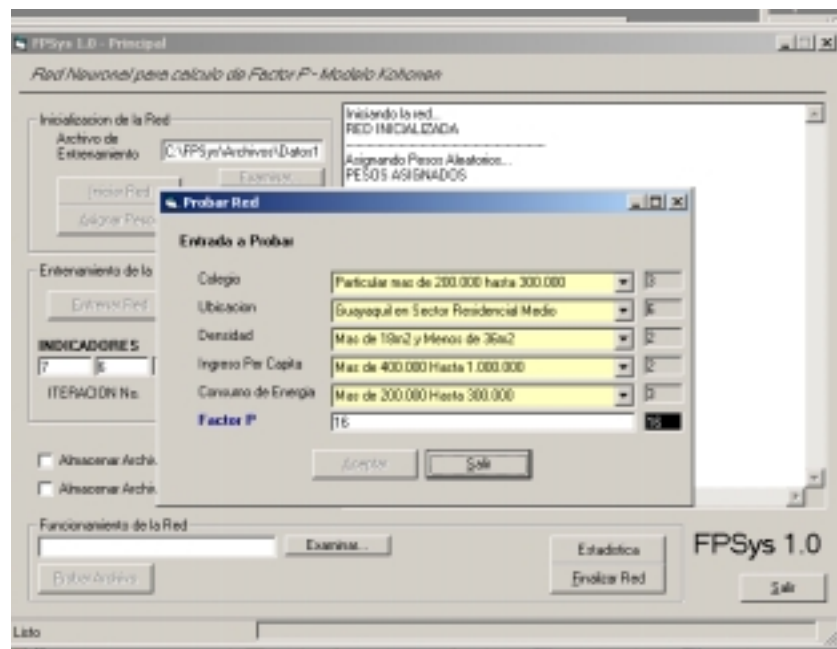 FPSys 1.0 - Principal
Red Neuronal para calculo de Factor P - Modelo Kohonen
Inicializacion de la Red
Archivo de Entrenamiento
C:\FPSys\Archivos\Datos1
Examinar...
Iniciar Red
Asignar Peso
Iniciando la red...
RED INICIALIZADA
Asignando Pesos Aleatorios...
PESOS ASIGNADOS
Probar Red
Entrada a Probar
Colegio Particular mas de 200.000 hasta 300.000 3
Ubicacion Guayaquil en Sector Residencial Medio 6
Densidad Mas de 18m2 y Menos de 36m2 2
Ingreso Per Capita Mas de 400.000 Hasta 1.000.000 2
Consumo de Energia Mas de 200.000 Hasta 300.000 3
Factor P 16 16
Aceptar Salir
Entrenamiento de la
Entrenar Red
INDICADORES
7 6
ITERACION No.
Almacenar Archi
Almacenar Archi
Funcionamiento de la Red
Examinar...
Probar Archivo
Estadistica
Finalizar Red
FPSys 1.0
Salir
Listo